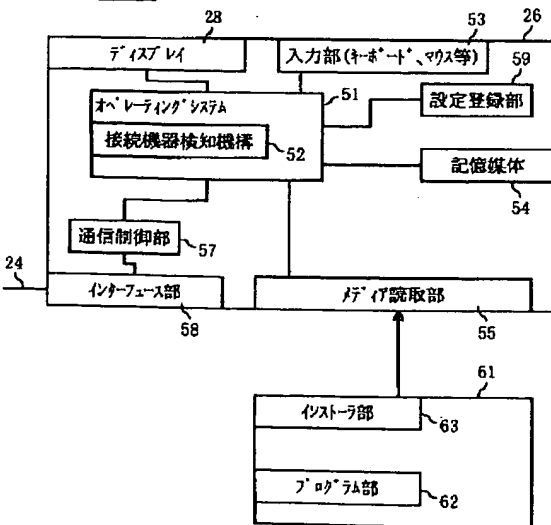 28
53
26
ディスプレイ
入力部(キーボード、マウス等)
59
51
オペレーティングシステム
設定登録部
接続機器検知機構
52
記憶媒体
54
通信制御部
57
24
インターフェース部
メディア読取部
58
55
61
インストーラ部
63
プログラム部
62